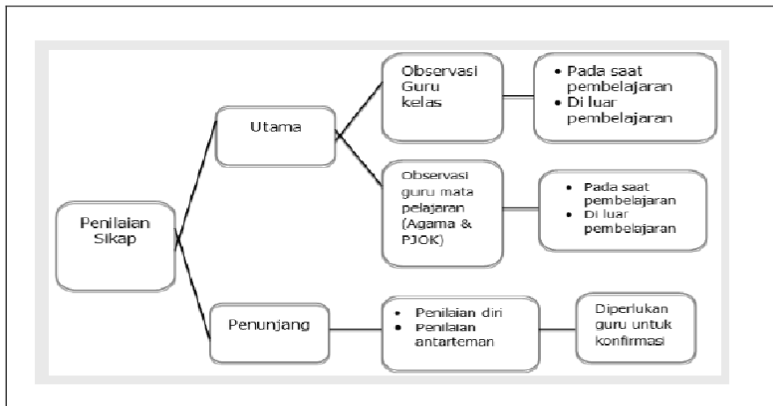 Penilaian
Sikap
Utama
Observasi
Guru
kelas
• Pada saat
pembelajaran
• Di luar
pembelajaran
Observasi
guru mata
pelajaran
(Agama &
PJOK)
• Pada saat
pembelajaran
• Di luar
pembelajaran
Penunjang
• Penilaian diri
• Penilaian
antarteman
Diperlukan
guru untuk
konfirmasi